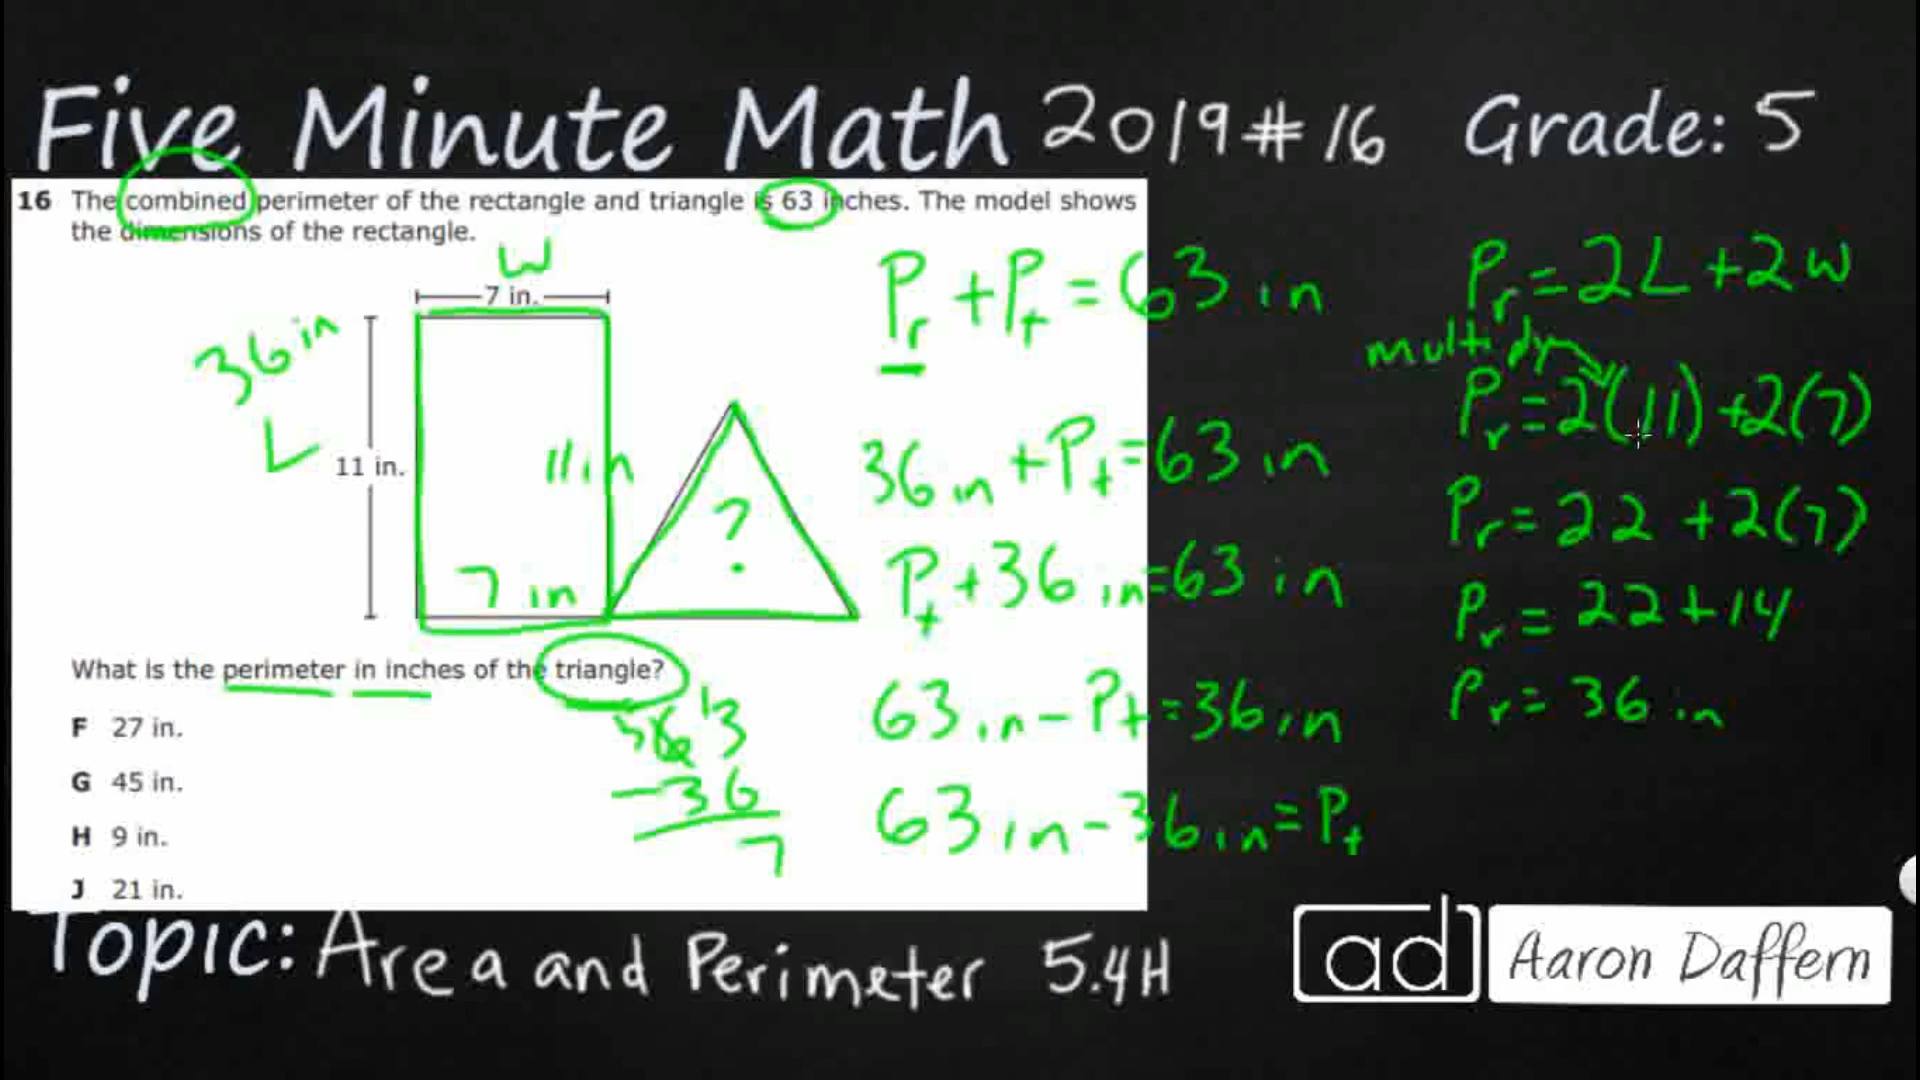 Five Minute Math 2019 #16 Grade: 5
16 The combined perimeter of the rectangle and triangle is 63 inches. The model shows
the dimensions of the rectangle.
W
7 in.
36 in
L
11 in.
11 in
7 in
?
Pr + Pt = 63 in
36 in + Pt = 63 in
Pt + 36 in = 63 in
63 in - Pt = 36 in
63 in - 36 in = Pt
Pr = 2L + 2W
Pr = 2(11) + 2(7)
Pr = 22 + 2(7)
Pr = 22 + 14
Pr = 36 in
What is the perimeter in inches of the triangle?
F 27 in.
G 45 in.
H 9 in.
J 21 in.
5 6 13
- 36
7
Topic: Area and Perimeter 5.4H
ad Aaron Daffern